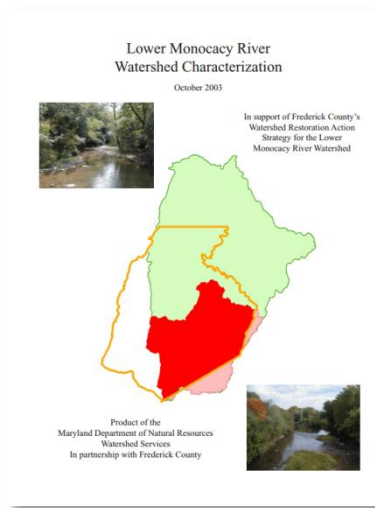 Lower Monocacy River
Watershed Characterization
October 2003
In support of Frederick County's
Watershed Restoration Action
Strategy for the Lower
Monocacy River Watershed
Product of the
Maryland Department of Natural Resources
Watershed Services
In partnership with Frederick County